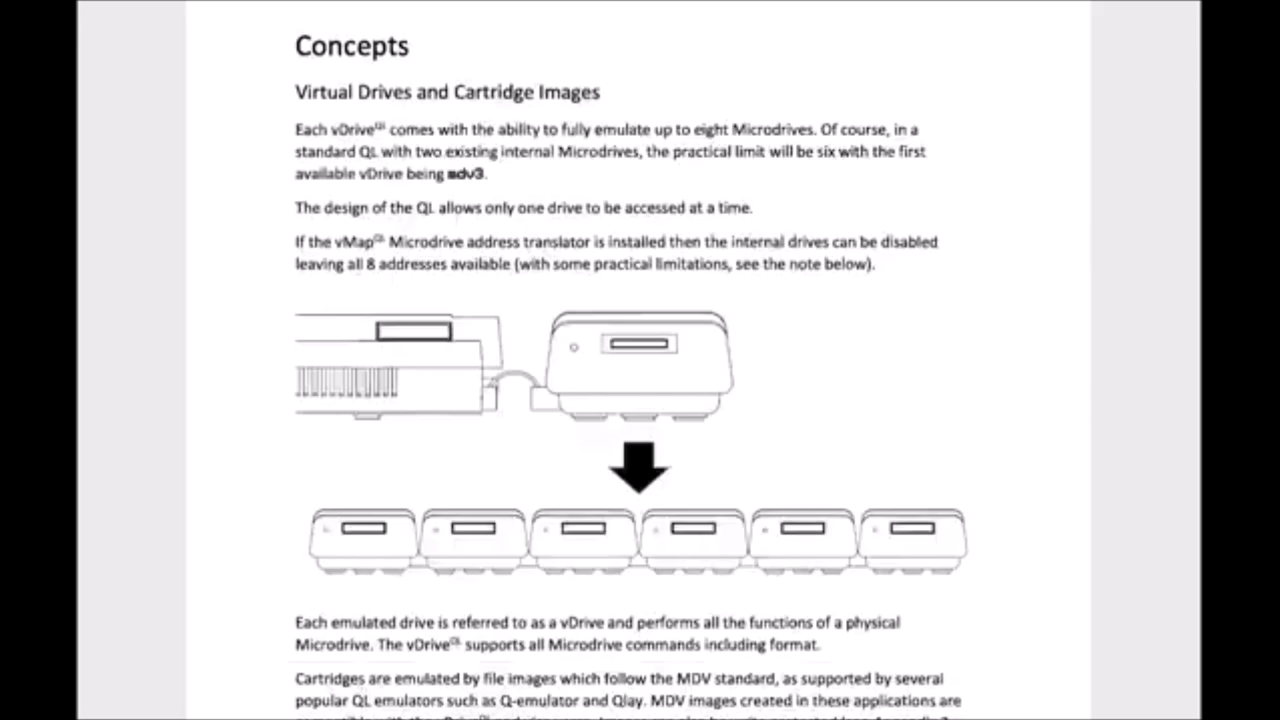 Concepts
Virtual Drives and Cartridge Images
Each vDriveQL comes with the ability to fully emulate up to eight Microdrives. Of course, in a
standard QL with two existing internal Microdrives, the practical limit will be six with the first
available vDrive being mdv3.
The design of the QL allows only one drive to be accessed at a time.
If the vMapQL Microdrive address translator is installed then the internal drives can be disabled
leaving all 8 addresses available (with some practical limitations, see the note below).
Each emulated drive is referred to as a vDrive and performs all the functions of a physical
Microdrive. The vDriveQL supports all Microdrive commands including format.
Cartridges are emulated by file images which follow the MDV standard, as supported by several
popular QL emulators such as Q-emulator and Qlay. MDV images created in these applications are